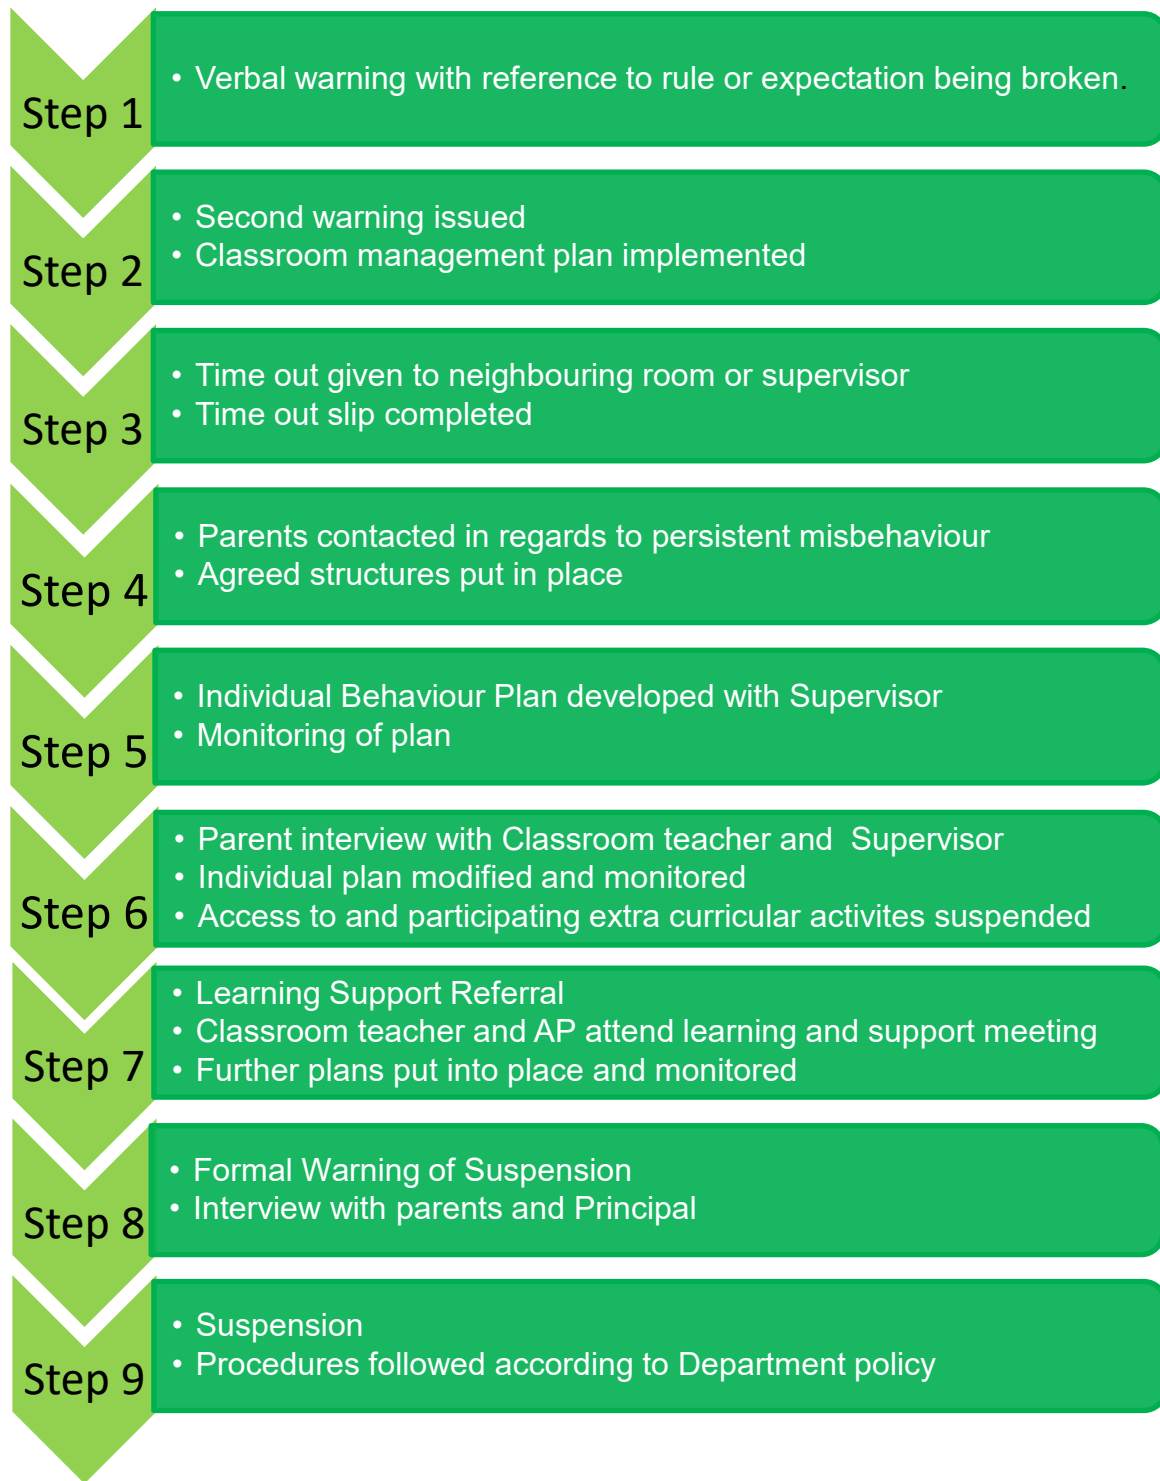 Step 1
• Verbal warning with reference to rule or expectation being broken.
Step 2
• Second warning issued
• Classroom management plan implemented
Step 3
• Time out given to neighbouring room or supervisor
• Time out slip completed
Step 4
• Parents contacted in regards to persistent misbehaviour
• Agreed structures put in place
Step 5
• Individual Behaviour Plan developed with Supervisor
• Monitoring of plan
Step 6
• Parent interview with Classroom teacher and  Supervisor
• Individual plan modified and monitored
• Access to and participating extra curricular activites suspended
Step 7
• Learning Support Referral
• Classroom teacher and AP attend learning and support meeting
• Further plans put into place and monitored
Step 8
• Formal Warning of Suspension
• Interview with parents and Principal
Step 9
• Suspension
• Procedures followed according to Department policy